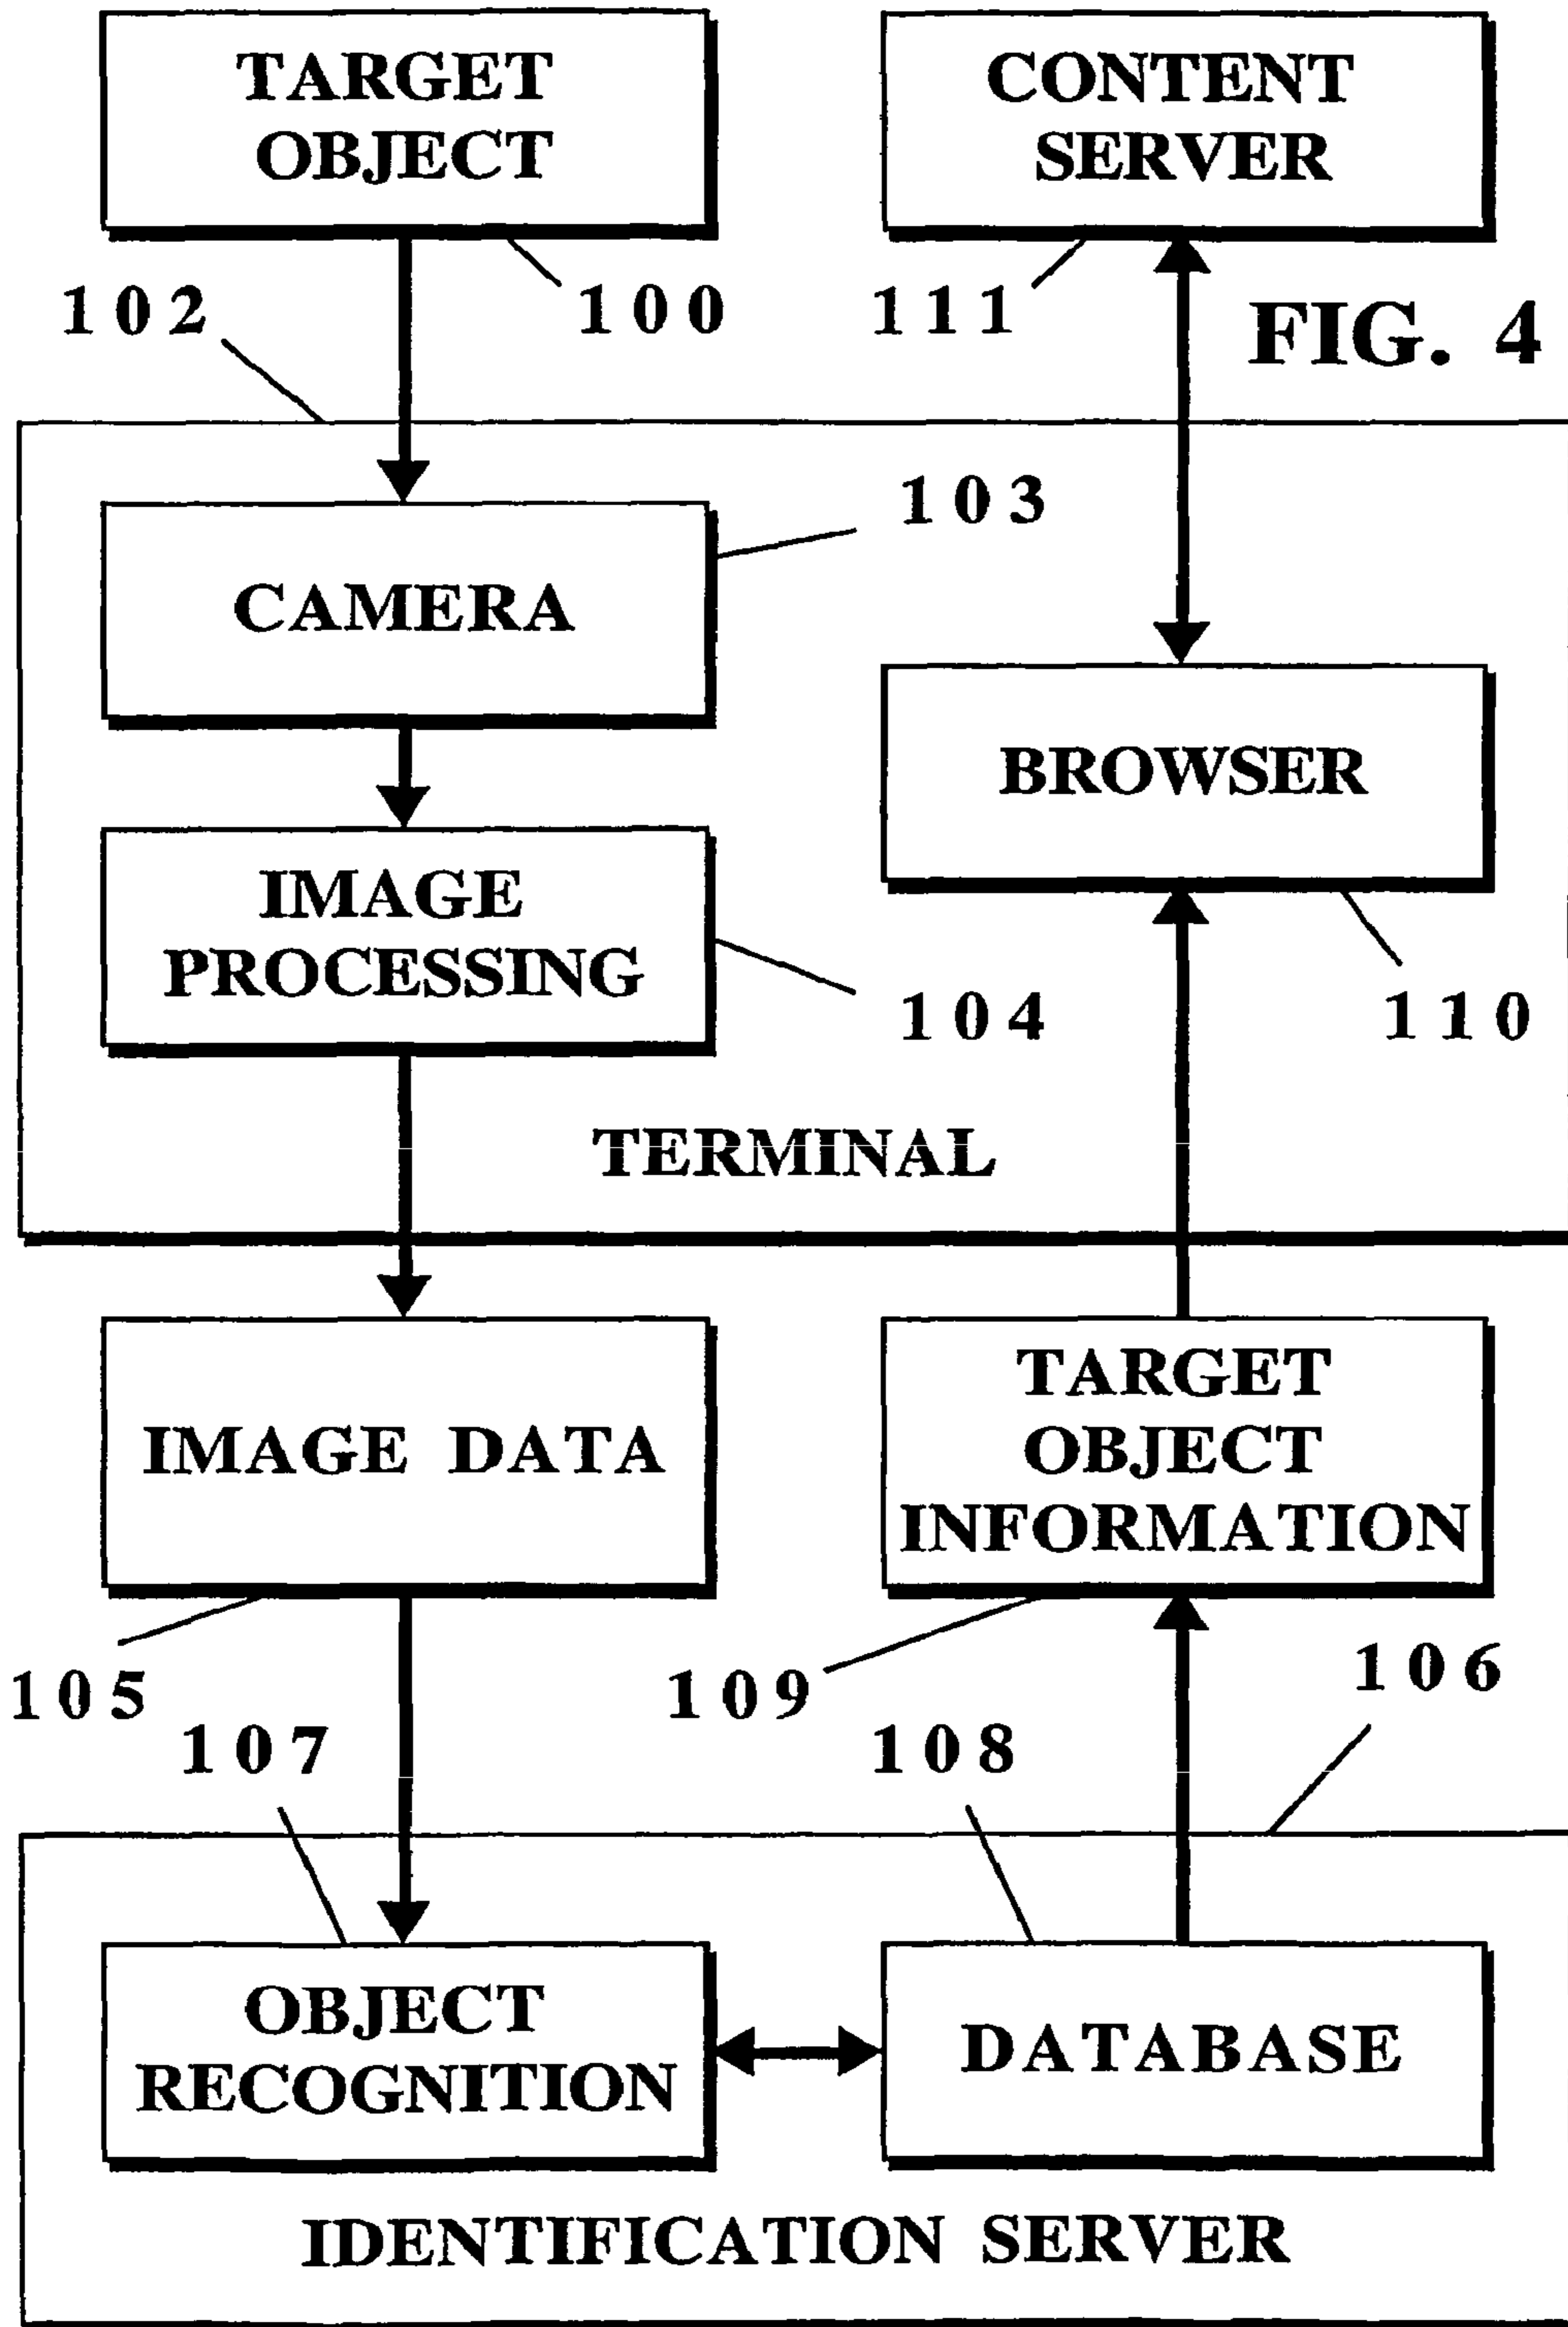 TARGET
OBJECT
CONTENT
SERVER
102
100
111
FIG. 4
103
CAMERA
BROWSER
IMAGE
PROCESSING
104
110
TERMINAL
IMAGE DATA
TARGET
OBJECT
INFORMATION
105
109
106
107
108
OBJECT
RECOGNITION
DATABASE
IDENTIFICATION SERVER